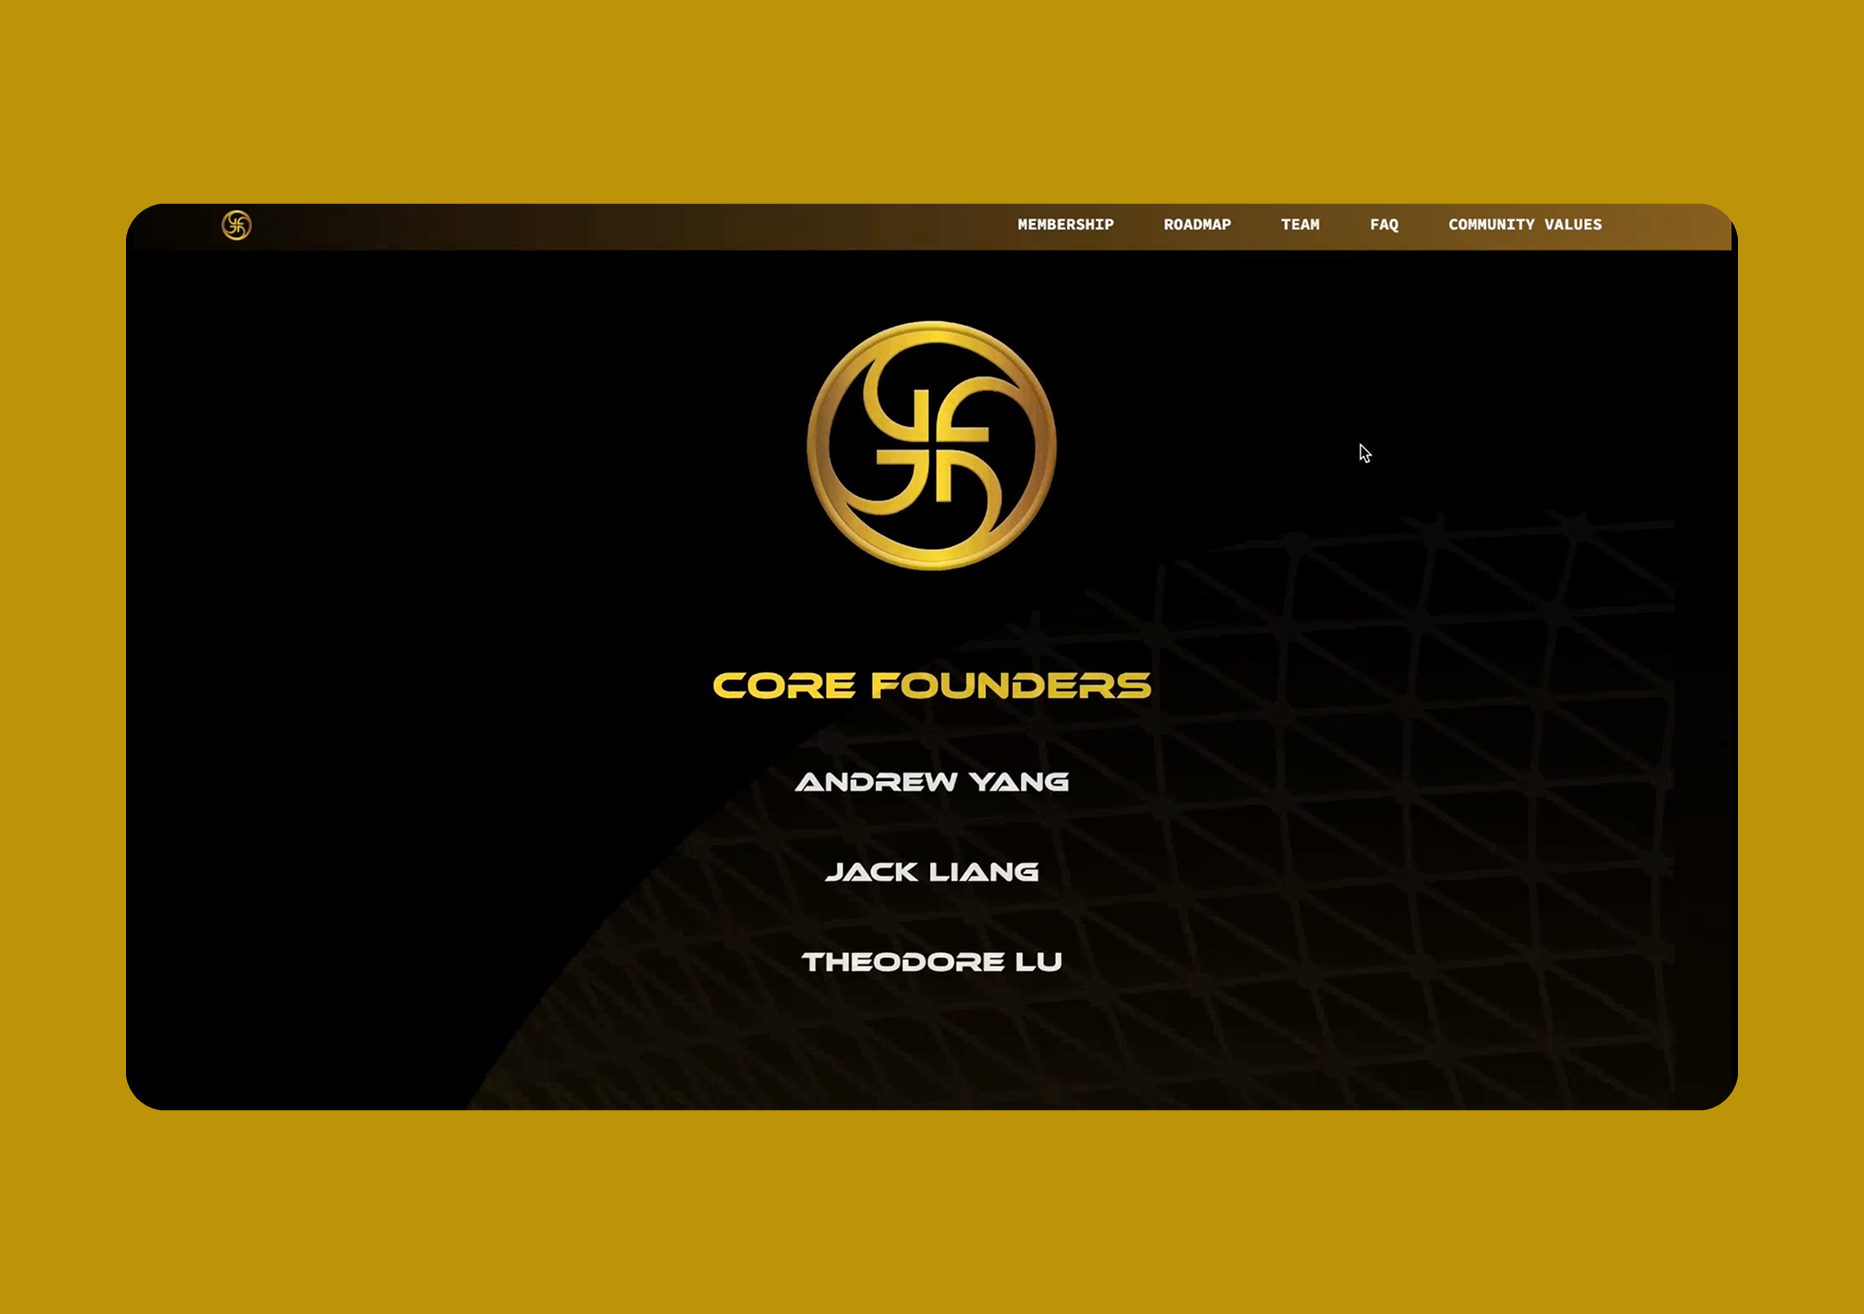 MEMBERSHIP ROADMAP TEAM FAQ COMMUNITY VALUES
CORE FOUNDERS
ANDREW YANG
JACK LIANG
THEODORE LU